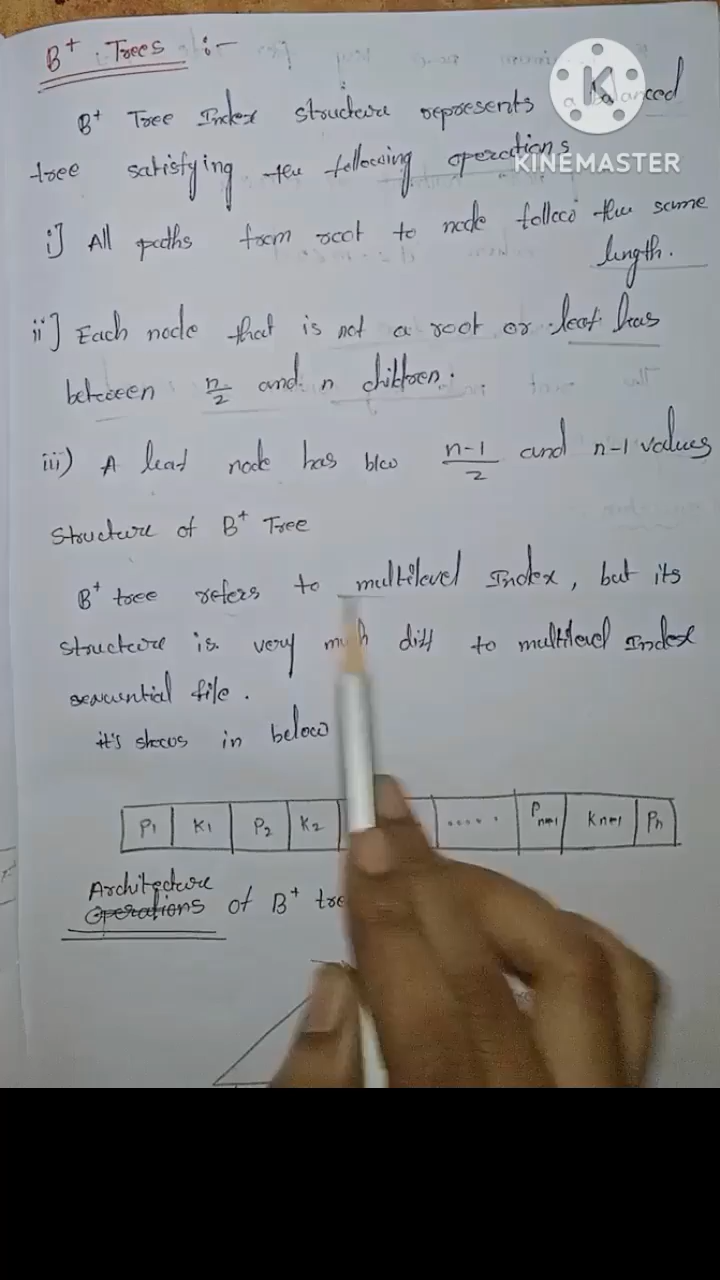 B+ Trees :-
B+ Tree Index structure represents a balanced
KINEMASTER
tree satisfying the following operations
i] All paths from root to node follow the same
length.
ii] Each node that is not a root or leaf has
between n/2 and n children.
iii) A leaf node has b/w n-1/2 and n-1 values
Structure of B+ Tree
B+ tree refers to multilevel Index, but its
structure is very much diff to multilevel Index
sequential file.
it's shows in below
P1 K1 P2 K2 ..... Pn-1 Kn-1 Pn
Architecture
Operations of B+ tre